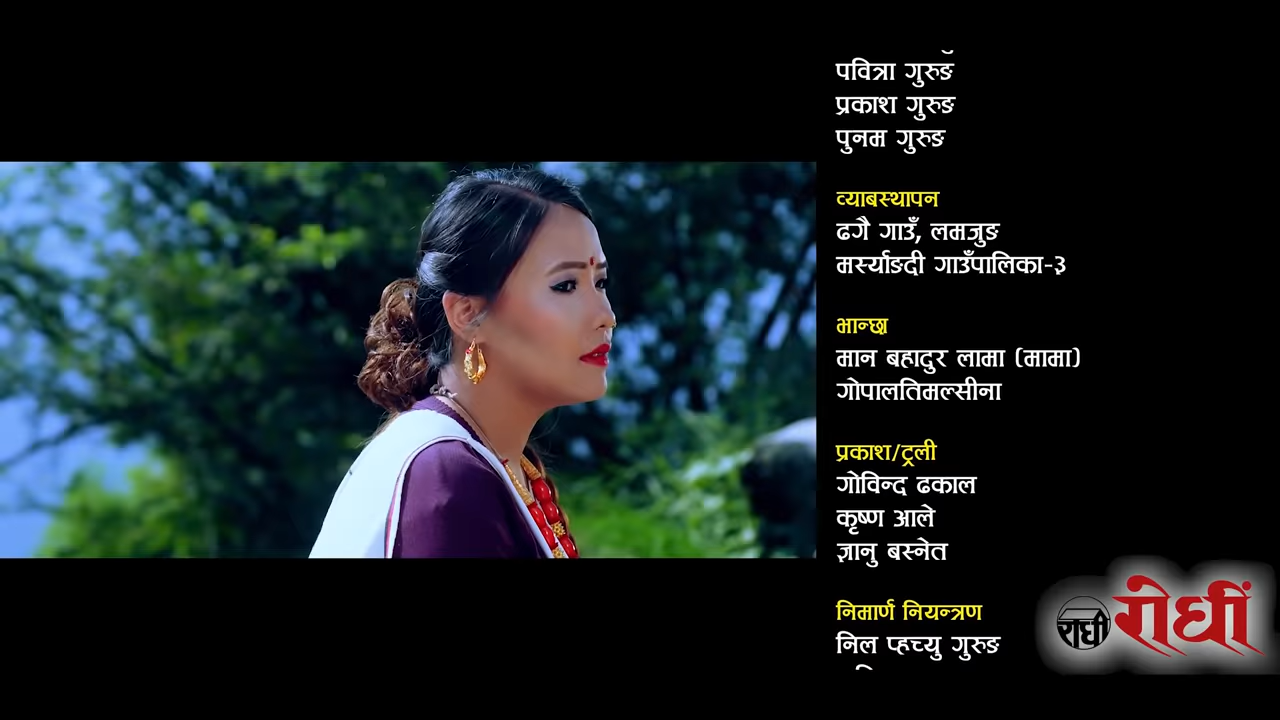 पवित्रा गुरुङ
प्रकाश गुरुङ
पुनम गुरुङ
व्याबस्थापन
ढगै गाउँ, लमजुङ
मर्स्याङदी गाउँपालिका-३
भान्छा
मान बहादुर लामा (मामा)
गोपालतिमल्सीना
प्रकाश/ट्रली
गोविन्द ढकाल
कृष्ण आले
ज्ञानु बस्नेत
निमार्ण नियन्त्रण
निल प्हच्यु गुरुङ
रोधी
रोधीं